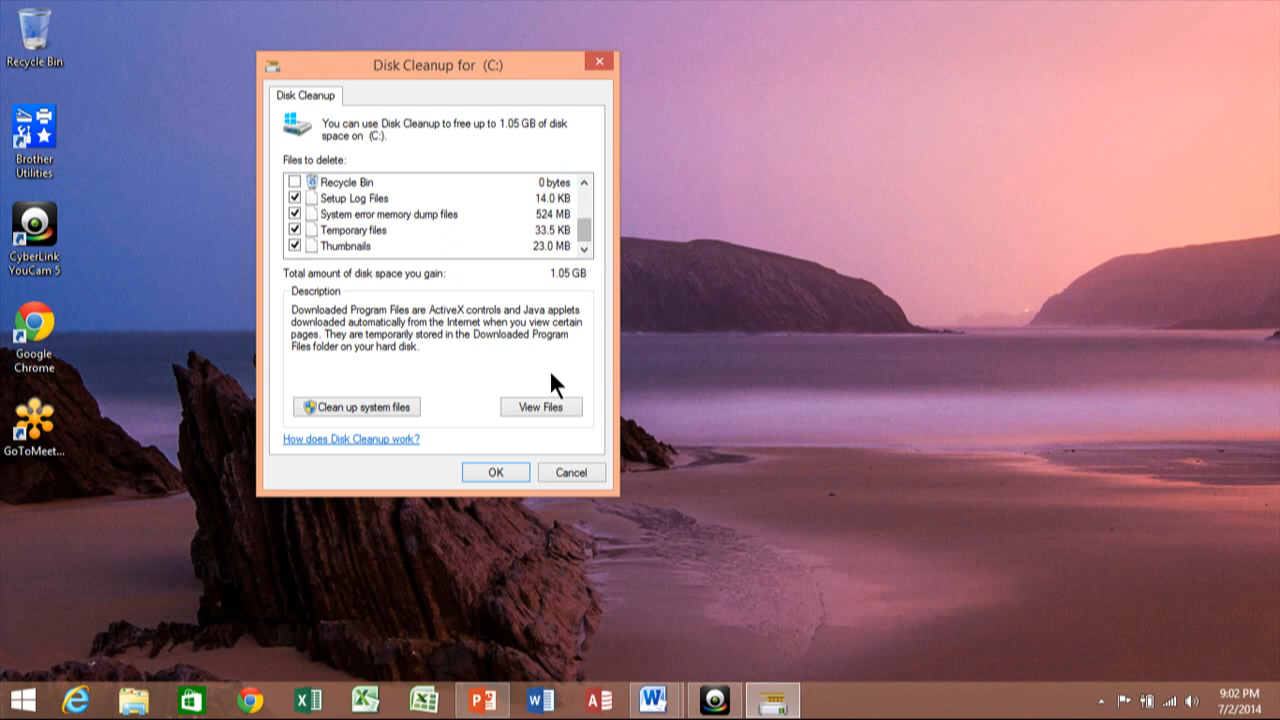 Recycle Bin
Brother
Utilities
CyberLink
YouCam 5
Google
Chrome
GoToMeet...
Disk Cleanup for (C:)
Disk Cleanup
You can use Disk Cleanup to free up to 1.05 GB of disk
space on (C:).
Files to delete:
Recycle Bin 0 bytes
Setup Log Files 14.0 KB
System error memory dump files 524 MB
Temporary files 33.5 KB
Thumbnails 23.0 MB
Total amount of disk space you gain: 1.05 GB
Description
Downloaded Program Files are ActiveX controls and Java applets
downloaded automatically from the Internet when you view certain
pages. They are temporarily stored in the Downloaded Program
Files folder on your hard disk.
Clean up system files View Files
How does Disk Cleanup work?
OK Cancel
9:02 PM
7/2/2014